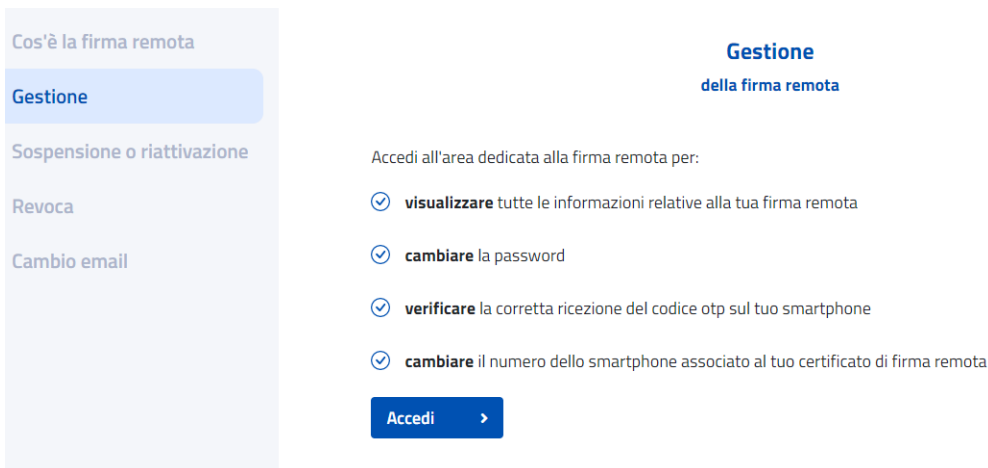 Cos'è la firma remota
Gestione
Sospensione o riattivazione
Revoca
Cambio email
Gestione
della firma remota
Accedi all'area dedicata alla firma remota per:
visualizzare tutte le informazioni relative alla tua firma remota
cambiare la password
verificare la corretta ricezione del codice otp sul tuo smartphone
cambiare il numero dello smartphone associato al tuo certificato di firma remota
Accedi